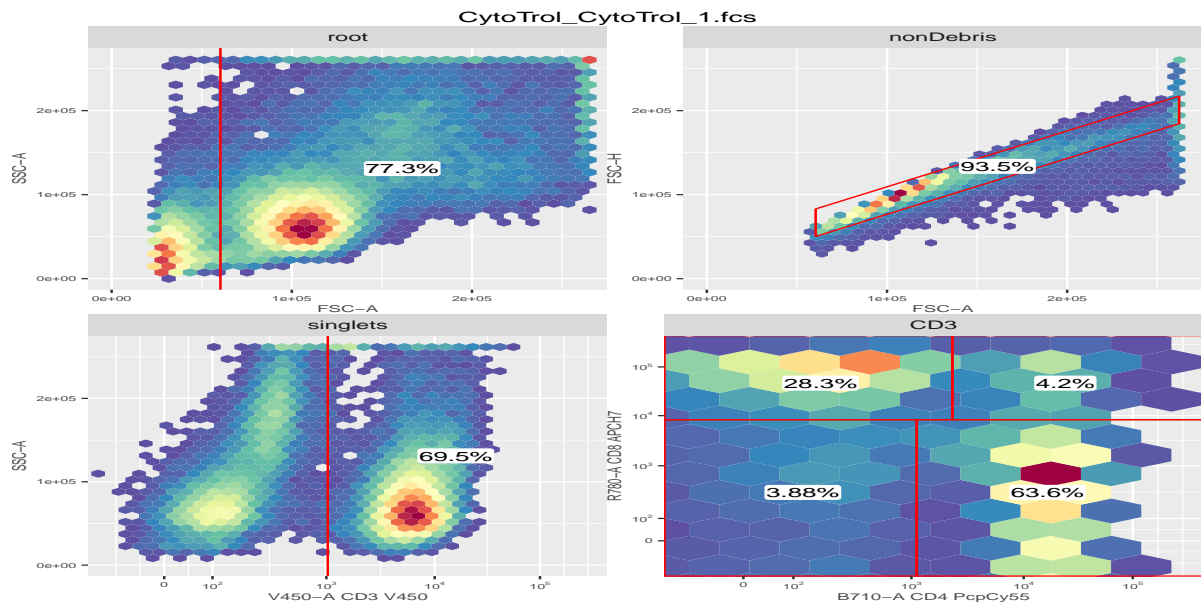 CytoTrol_CytoTrol_1.fcs
root
nonDebris
SSC−A
2e+05
1e+05
0e+00
77.3%
0e+00 1e+05 2e+05
FSC−A
FSC−H
2e+05
1e+05
0e+00
93.5%
0e+00 1e+05 2e+05
FSC−A
singlets
CD3
SSC−A
2e+05
1e+05
0e+00
69.5%
0 10² 10³ 10⁴ 10⁵
V450−A CD3 V450
R780−A CD8 APCH7
10⁵
10⁴
10³
10²
0
28.3% 4.2%
3.88% 63.6%
0 10² 10³ 10⁴ 10⁵
B710−A CD4 PcpCy55